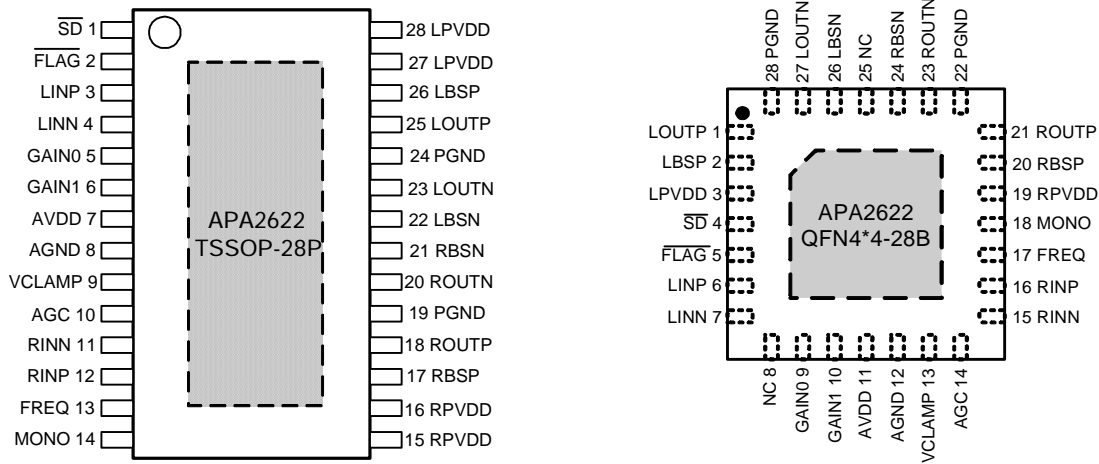 SD 1
FLAG 2
LINP 3
LINN 4
GAIN0 5
GAIN1 6
AVDD 7
AGND 8
VCLAMP 9
AGC 10
RINN 11
RINP 12
FREQ 13
MONO 14
APA2622
TSSOP-28P
28 LPVDD
27 LPVDD
26 LBSP
25 LOUTP
24 PGND
23 LOUTN
22 LBSN
21 RBSN
20 ROUTN
19 PGND
18 ROUTP
17 RBSP
16 RPVDD
15 RPVDD
28 PGND
27 LOUTN
26 LBSN
25 NC
24 RBSN
23 ROUTN
22 PGND
LOUTP 1
LBSP 2
LPVDD 3
SD 4
FLAG 5
LINP 6
LINN 7
APA2622
QFN4*4-28B
21 ROUTP
20 RBSP
19 RPVDD
18 MONO
17 FREQ
16 RINP
15 RINN
NC 8
GAIN0 9
GAIN1 10
AVDD 11
AGND 12
VCLAMP 13
AGC 14